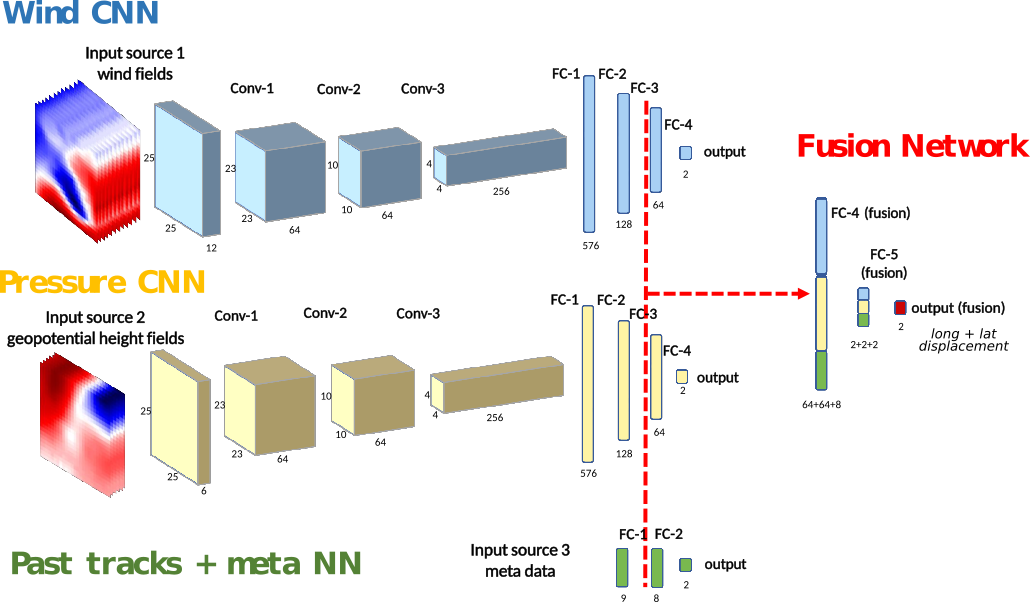 Wind CNN
Input source 1
wind fields
Conv-1
Conv-2
Conv-3
FC-1
FC-2
FC-3
FC-4
output
25
25
12
23
23
64
10
10
64
4
4
256
576
128
64
2
Pressure CNN
Input source 2
geopotential height fields
Conv-1
Conv-2
Conv-3
FC-1
FC-2
FC-3
FC-4
output
25
25
6
23
23
64
10
10
64
4
4
256
576
128
64
2
Past tracks + meta NN
Input source 3
meta data
FC-1
FC-2
output
9
8
2
Fusion Network
FC-4 (fusion)
FC-5
(fusion)
output (fusion)
2
long + lat
displacement
2+2+2
64+64+8